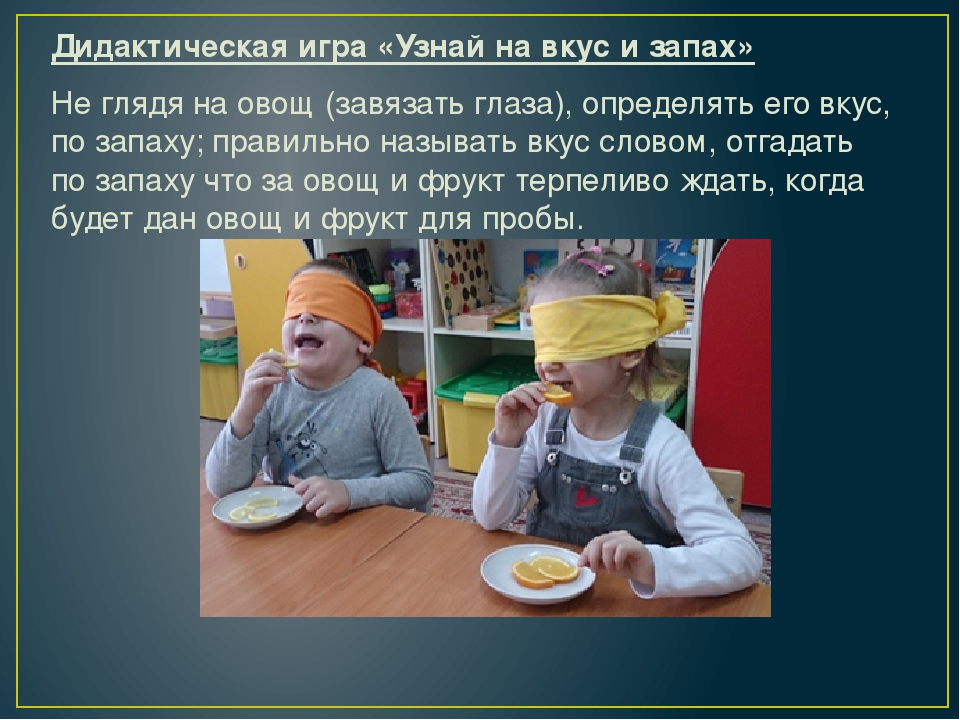 Дидактическая игра «Узнай на вкус и запах»
Не глядя на овощ (завязать глаза), определять его вкус,
по запаху; правильно называть вкус словом, отгадать
по запаху что за овощ и фрукт терпеливо ждать, когда
будет дан овощ и фрукт для пробы.